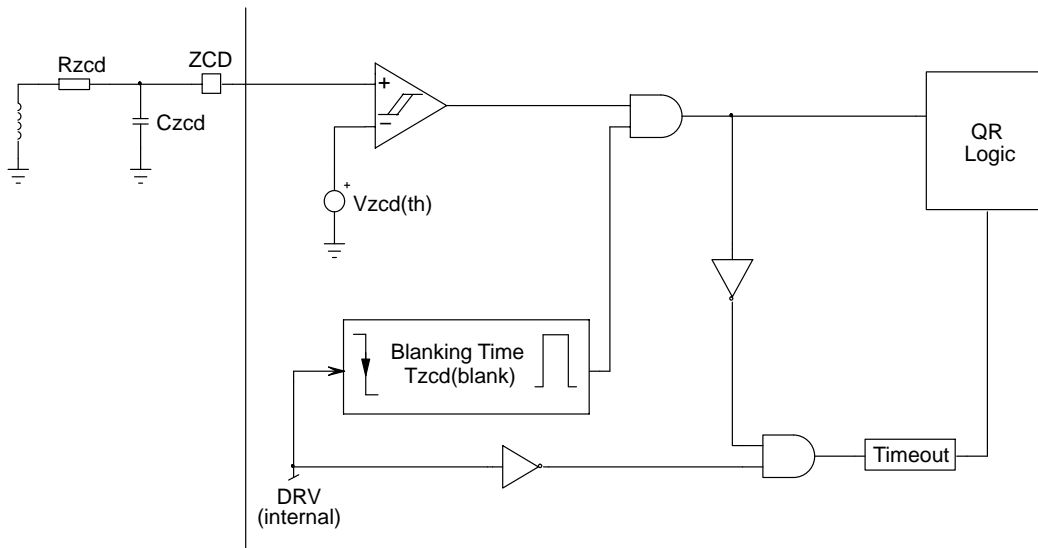 Rzcd
ZCD
Czcd
+
−
+
Vzcd(th)
QR
Logic
Blanking Time
Tzcd(blank)
Timeout
DRV
(internal)